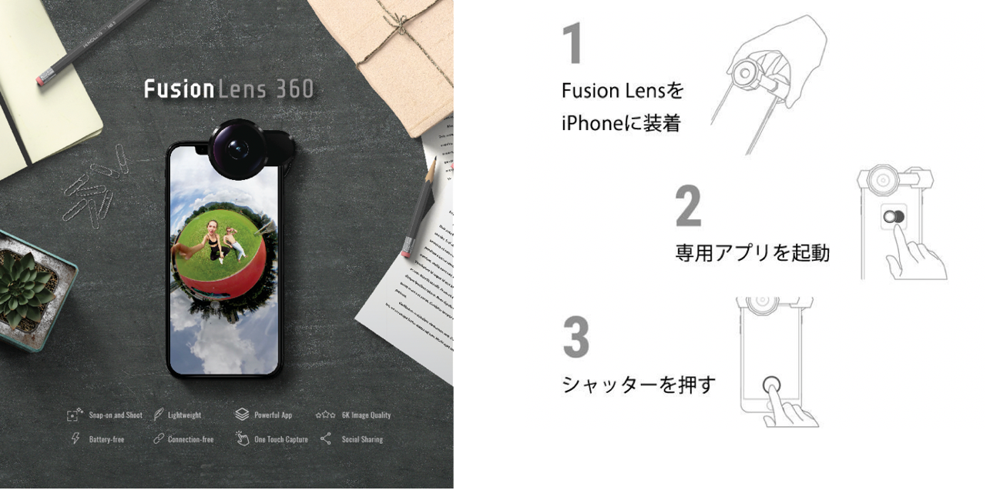 Fusion Lens 360
Snap-on and Shoot
Lightweight
Powerful App
6K Image Quality
Battery-free
Connection-free
One Touch Capture
Social Sharing
1
Fusion Lensを
iPhoneに装着
2
専用アプリを起動
3
シャッターを押す